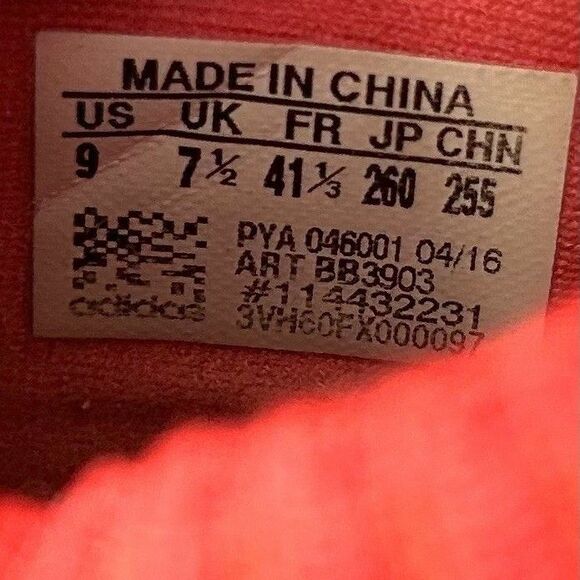 MADE IN CHINA
US UK FR JP CHN
9 7½ 41⅓ 260 255
PYA 046001 04/16
ART BB3903
#114432231
3VH60FX000097
adidas